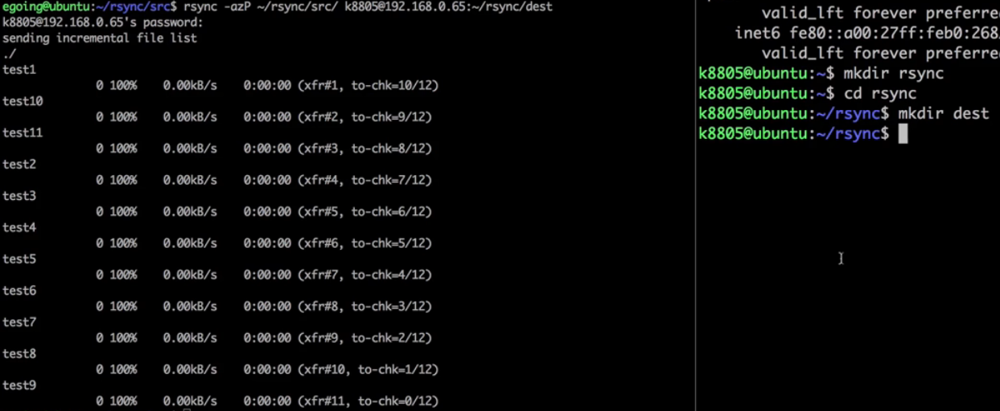 egoing@ubuntu:~/rsync/src$ rsync -azP ~/rsync/src/ k8805@192.168.0.65:~/rsync/dest
k8805@192.168.0.65's password:
sending incremental file list
./
test1
0 100% 0.00kB/s 0:00:00 (xfr#1, to-chk=10/12)
test10
0 100% 0.00kB/s 0:00:00 (xfr#2, to-chk=9/12)
test11
0 100% 0.00kB/s 0:00:00 (xfr#3, to-chk=8/12)
test2
0 100% 0.00kB/s 0:00:00 (xfr#4, to-chk=7/12)
test3
0 100% 0.00kB/s 0:00:00 (xfr#5, to-chk=6/12)
test4
0 100% 0.00kB/s 0:00:00 (xfr#6, to-chk=5/12)
test5
0 100% 0.00kB/s 0:00:00 (xfr#7, to-chk=4/12)
test6
0 100% 0.00kB/s 0:00:00 (xfr#8, to-chk=3/12)
test7
0 100% 0.00kB/s 0:00:00 (xfr#9, to-chk=2/12)
test8
0 100% 0.00kB/s 0:00:00 (xfr#10, to-chk=1/12)
test9
0 100% 0.00kB/s 0:00:00 (xfr#11, to-chk=0/12)
valid_lft forever preferre
inet6 fe80::a00:27ff:feb0:268
valid_lft forever preferre
k8805@ubuntu:~$ mkdir rsync
k8805@ubuntu:~$ cd rsync
k8805@ubuntu:~/rsync$ mkdir dest
k8805@ubuntu:~/rsync$